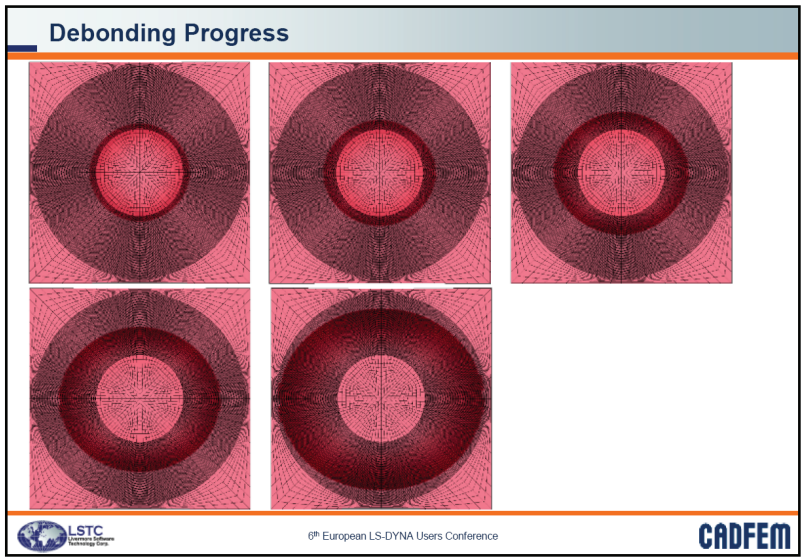 Debonding Progress
LSTC
Livermore Software
Technology Corp.
6th European LS-DYNA Users Conference
CADFEM